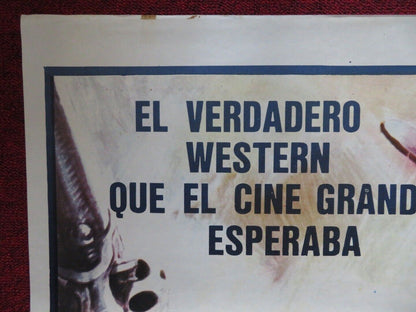 EL VERDADERO
WESTERN
QUE EL CINE GRAND
ESPERABA